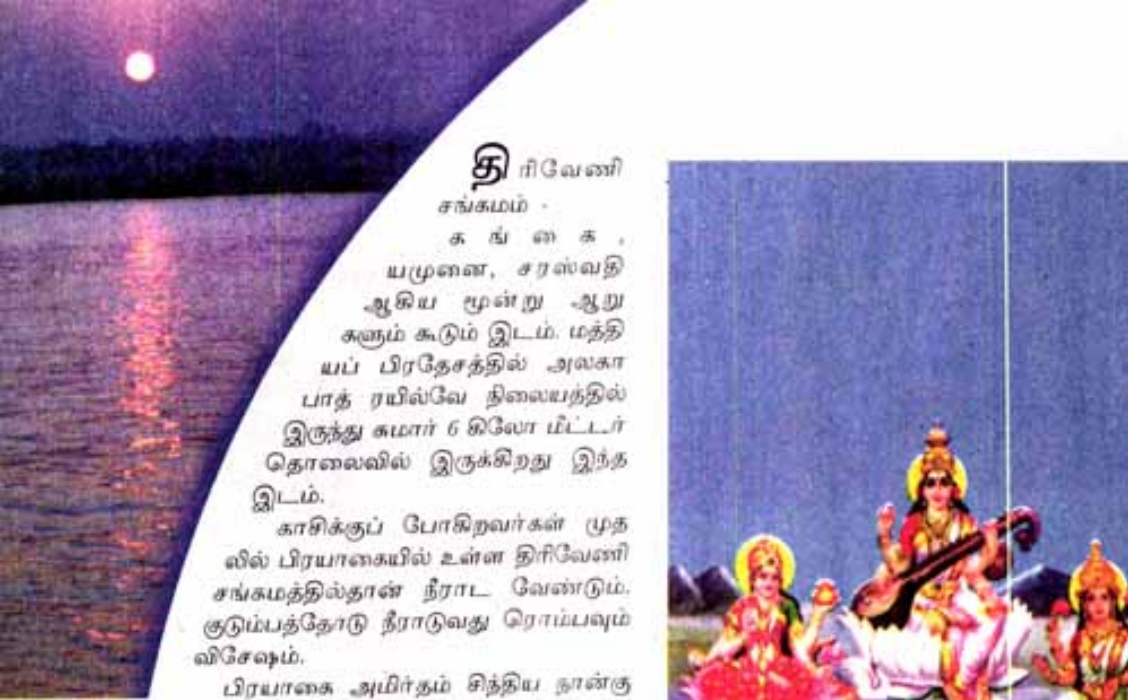 திரிவேணி
சங்கமம் -
க ங் கை ,
யமுனை, சரஸ்வதி
ஆகிய மூன்று ஆறு
களும் கூடும் இடம். மத்தி
யப் பிரதேசத்தில் அலகா
பாத் ரயில்வே நிலையத்தில்
இருந்து சுமார் 6 கிலோ மீட்டர்
தொலைவில் இருக்கிறது இந்த
இடம்.
காசிக்குப் போகிறவர்கள் முத
லில் பிரயாகையில் உள்ள திரிவேணி
சங்கமத்தில்தான் நீராட வேண்டும்.
குடும்பத்தோடு நீராடுவது ரொம்பவும்
விசேஷம்.
பிரயாகை அமிர்தம் சிந்திய நான்கு